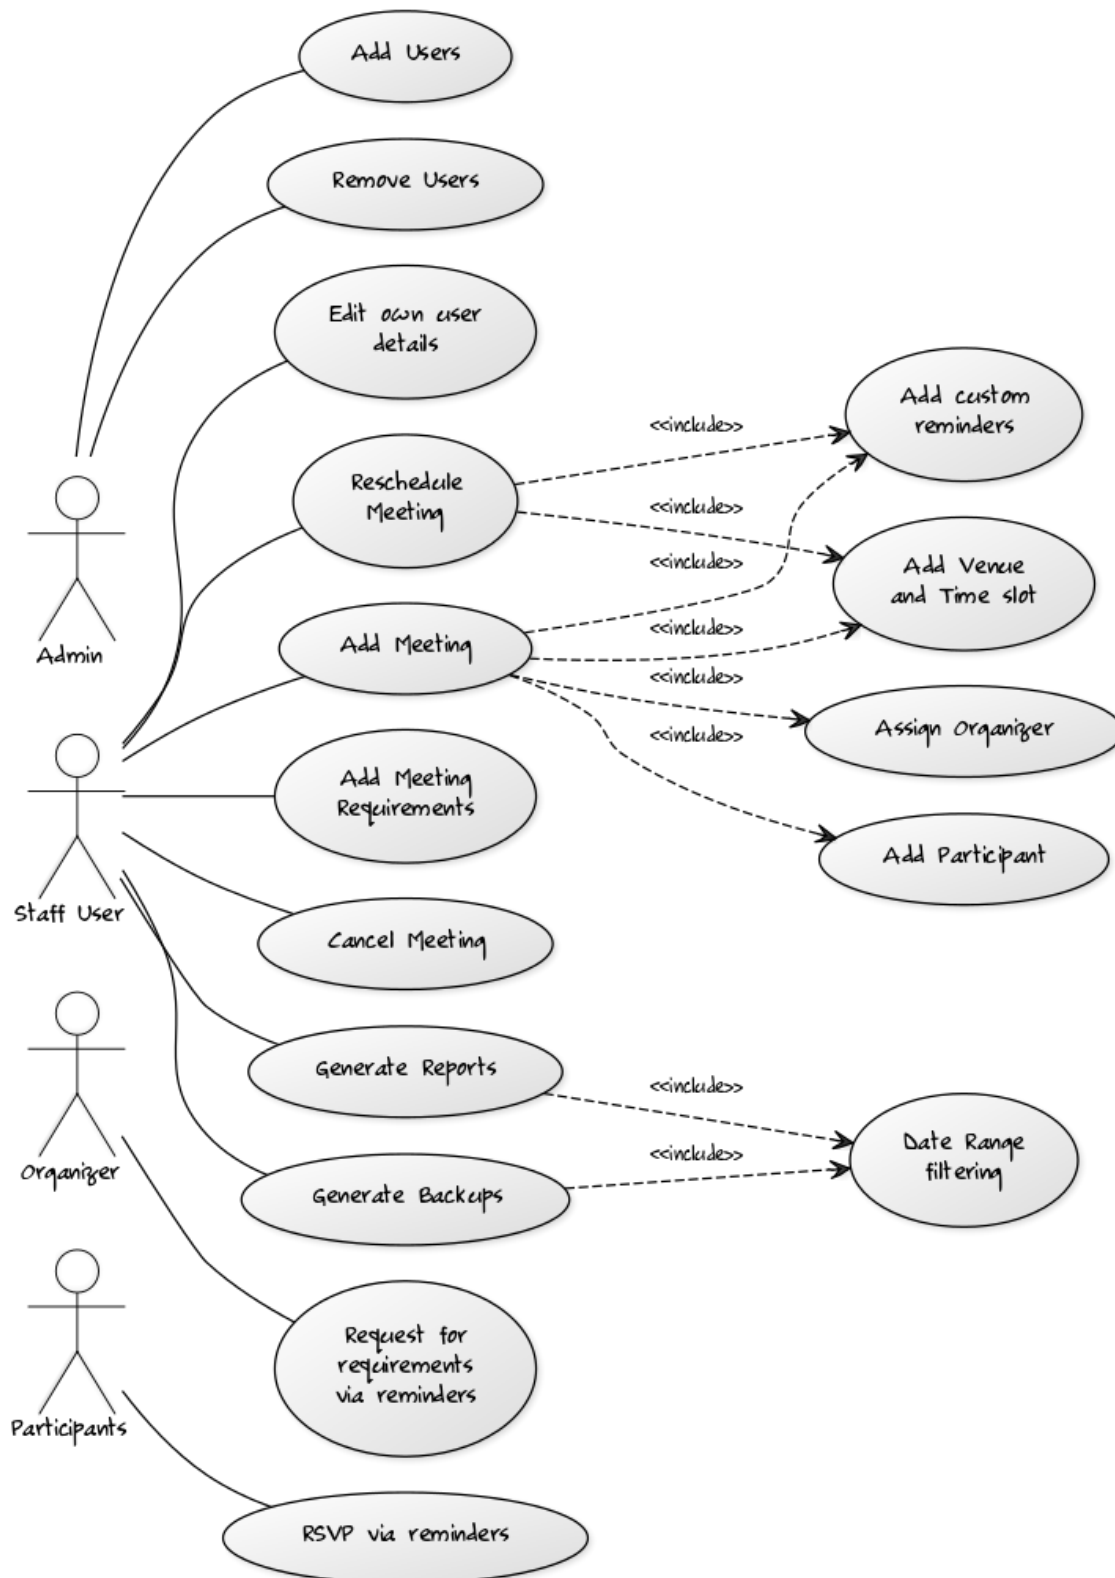 Add Users
Remove Users
Edit own user
details
Add custom
reminders
<<include>>
Reschedule
Meeting
<<include>>
<<include>>
Add Venue
and Time slot
Admin
Add Meeting
<<include>>
<<include>>
Assign Organizer
<<include>>
Add Meeting
Requirements
Add Participant
Staff User
Cancel Meeting
Generate Reports
<<include>>
Date Range
filtering
<<include>>
Organizer
Generate Backups
Request for
requirements
via reminders
Participants
RSVP via reminders